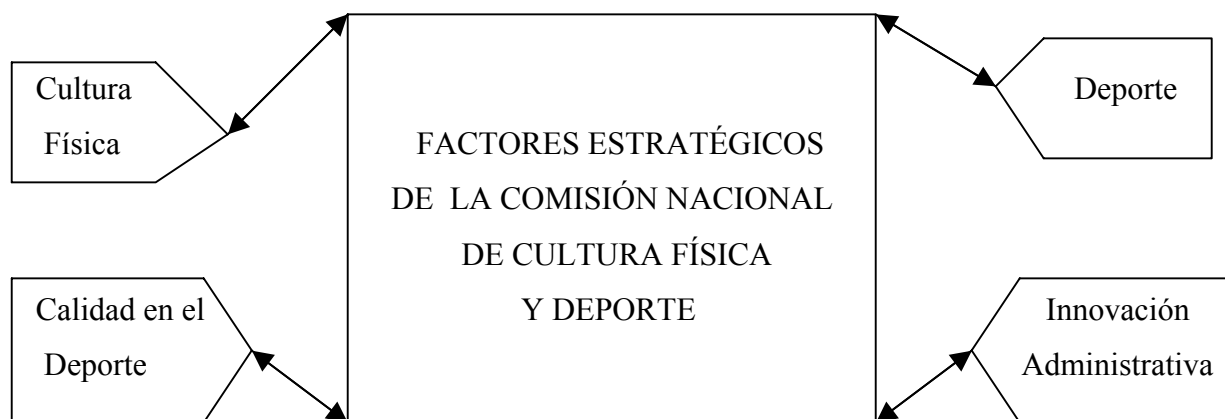 Cultura
Física
Deporte
FACTORES ESTRATÉGICOS
DE LA COMISIÓN NACIONAL
DE CULTURA FÍSICA
Y DEPORTE
Calidad en el
Deporte
Innovación
Administrativa